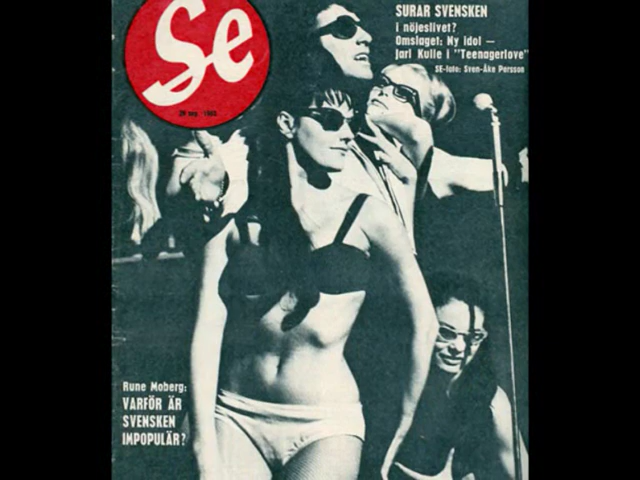 Se
SURAR SVENSKEN
i nöjeslivet?
Omslaget: Ny idol —
Jarl Kulle i "Teenagerlove"
SE-foto: Sven-Åke Persson
Rune Moberg:
VARFÖR ÄR
SVENSKEN
IMPOPULÄR?